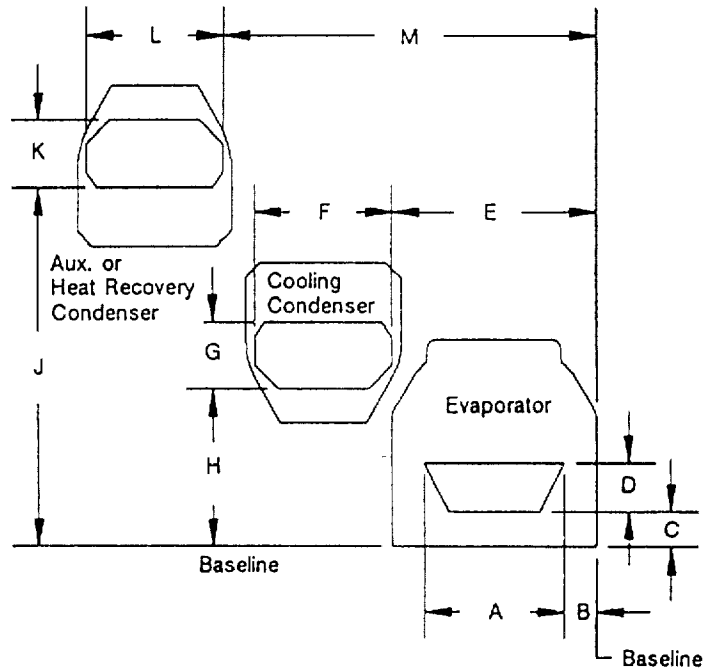 L
M
K
F
E
Aux. or
Heat Recovery
Condenser
Cooling
Condenser
G
J
Evaporator
H
D
C
Baseline
A
B
Baseline